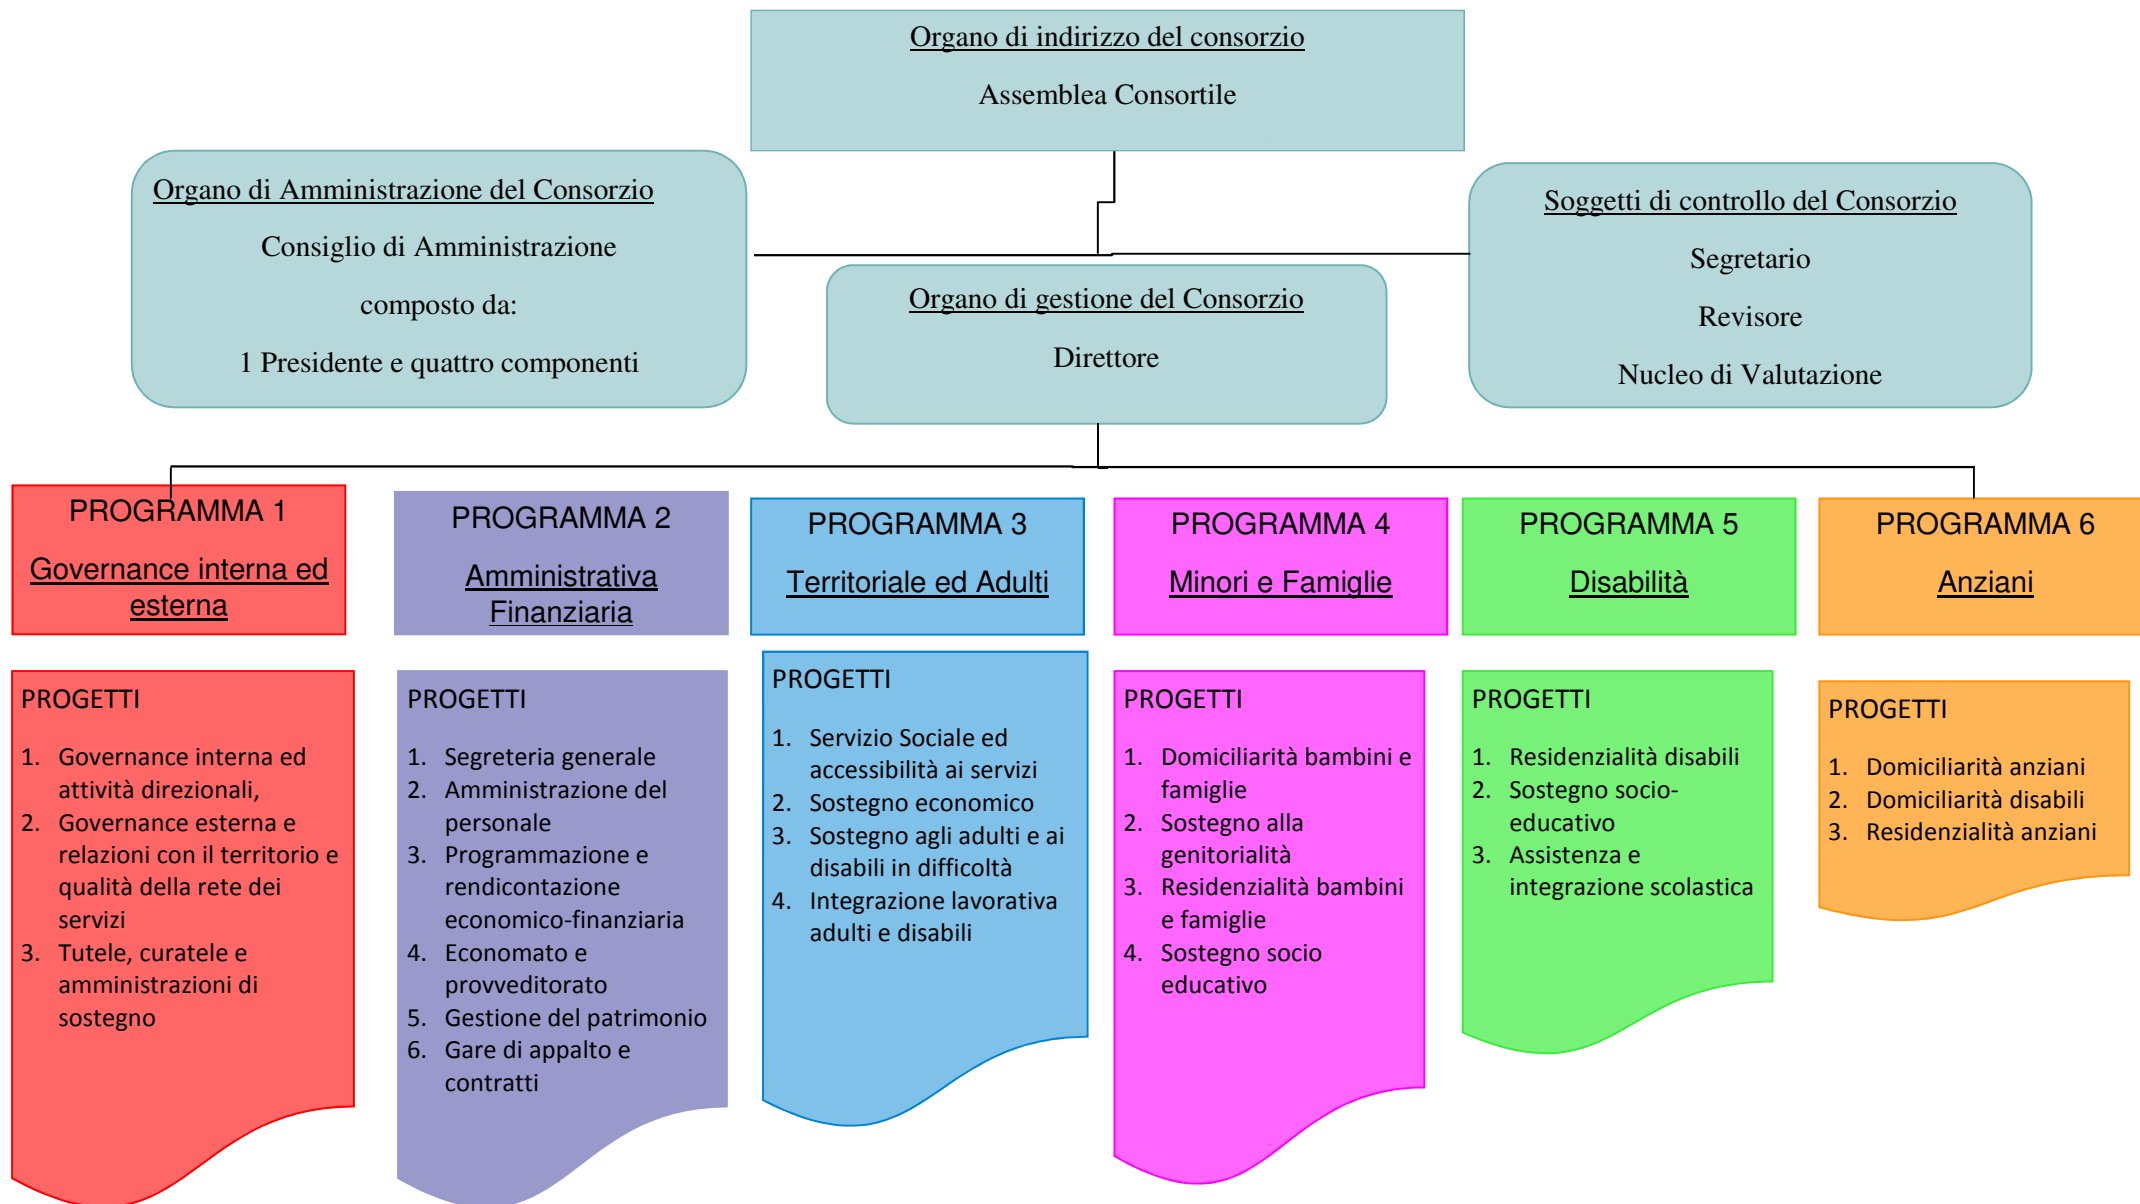 Organo di indirizzo del consorzio
Assemblea Consortile
Organo di Amministrazione del Consorzio
Consiglio di Amministrazione
composto da:
1 Presidente e quattro componenti
Organo di gestione del Consorzio
Direttore
Soggetti di controllo del Consorzio
Segretario
Revisore
Nucleo di Valutazione
PROGRAMMA 1
Governance interna ed
esterna
PROGRAMMA 2
Amministrativa
Finanziaria
PROGRAMMA 3
Territoriale ed Adulti
PROGRAMMA 4
Minori e Famiglie
PROGRAMMA 5
Disabilità
PROGRAMMA 6
Anziani
PROGETTI
1. Governance interna ed
attività direzionali,
2. Governance esterna e
relazioni con il territorio e
qualità della rete dei
servizi
3. Tutele, curatele e
amministrazioni di
sostegno
PROGETTI
1. Segreteria generale
2. Amministrazione del
personale
3. Programmazione e
rendicontazione
economico-finanziaria
4. Economato e
provveditorato
5. Gestione del patrimonio
6. Gare di appalto e
contratti
PROGETTI
1. Servizio Sociale ed
accessibilità ai servizi
2. Sostegno economico
3. Sostegno agli adulti e ai
disabili in difficoltà
4. Integrazione lavorativa
adulti e disabili
PROGETTI
1. Domiciliarità bambini e
famiglie
2. Sostegno alla
genitorialità
3. Residenzialità bambini
e famiglie
4. Sostegno socio
educativo
PROGETTI
1. Residenzialità disabili
2. Sostegno socio-
educativo
3. Assistenza e
integrazione scolastica
PROGETTI
1. Domiciliarità anziani
2. Domiciliarità disabili
3. Residenzialità anziani